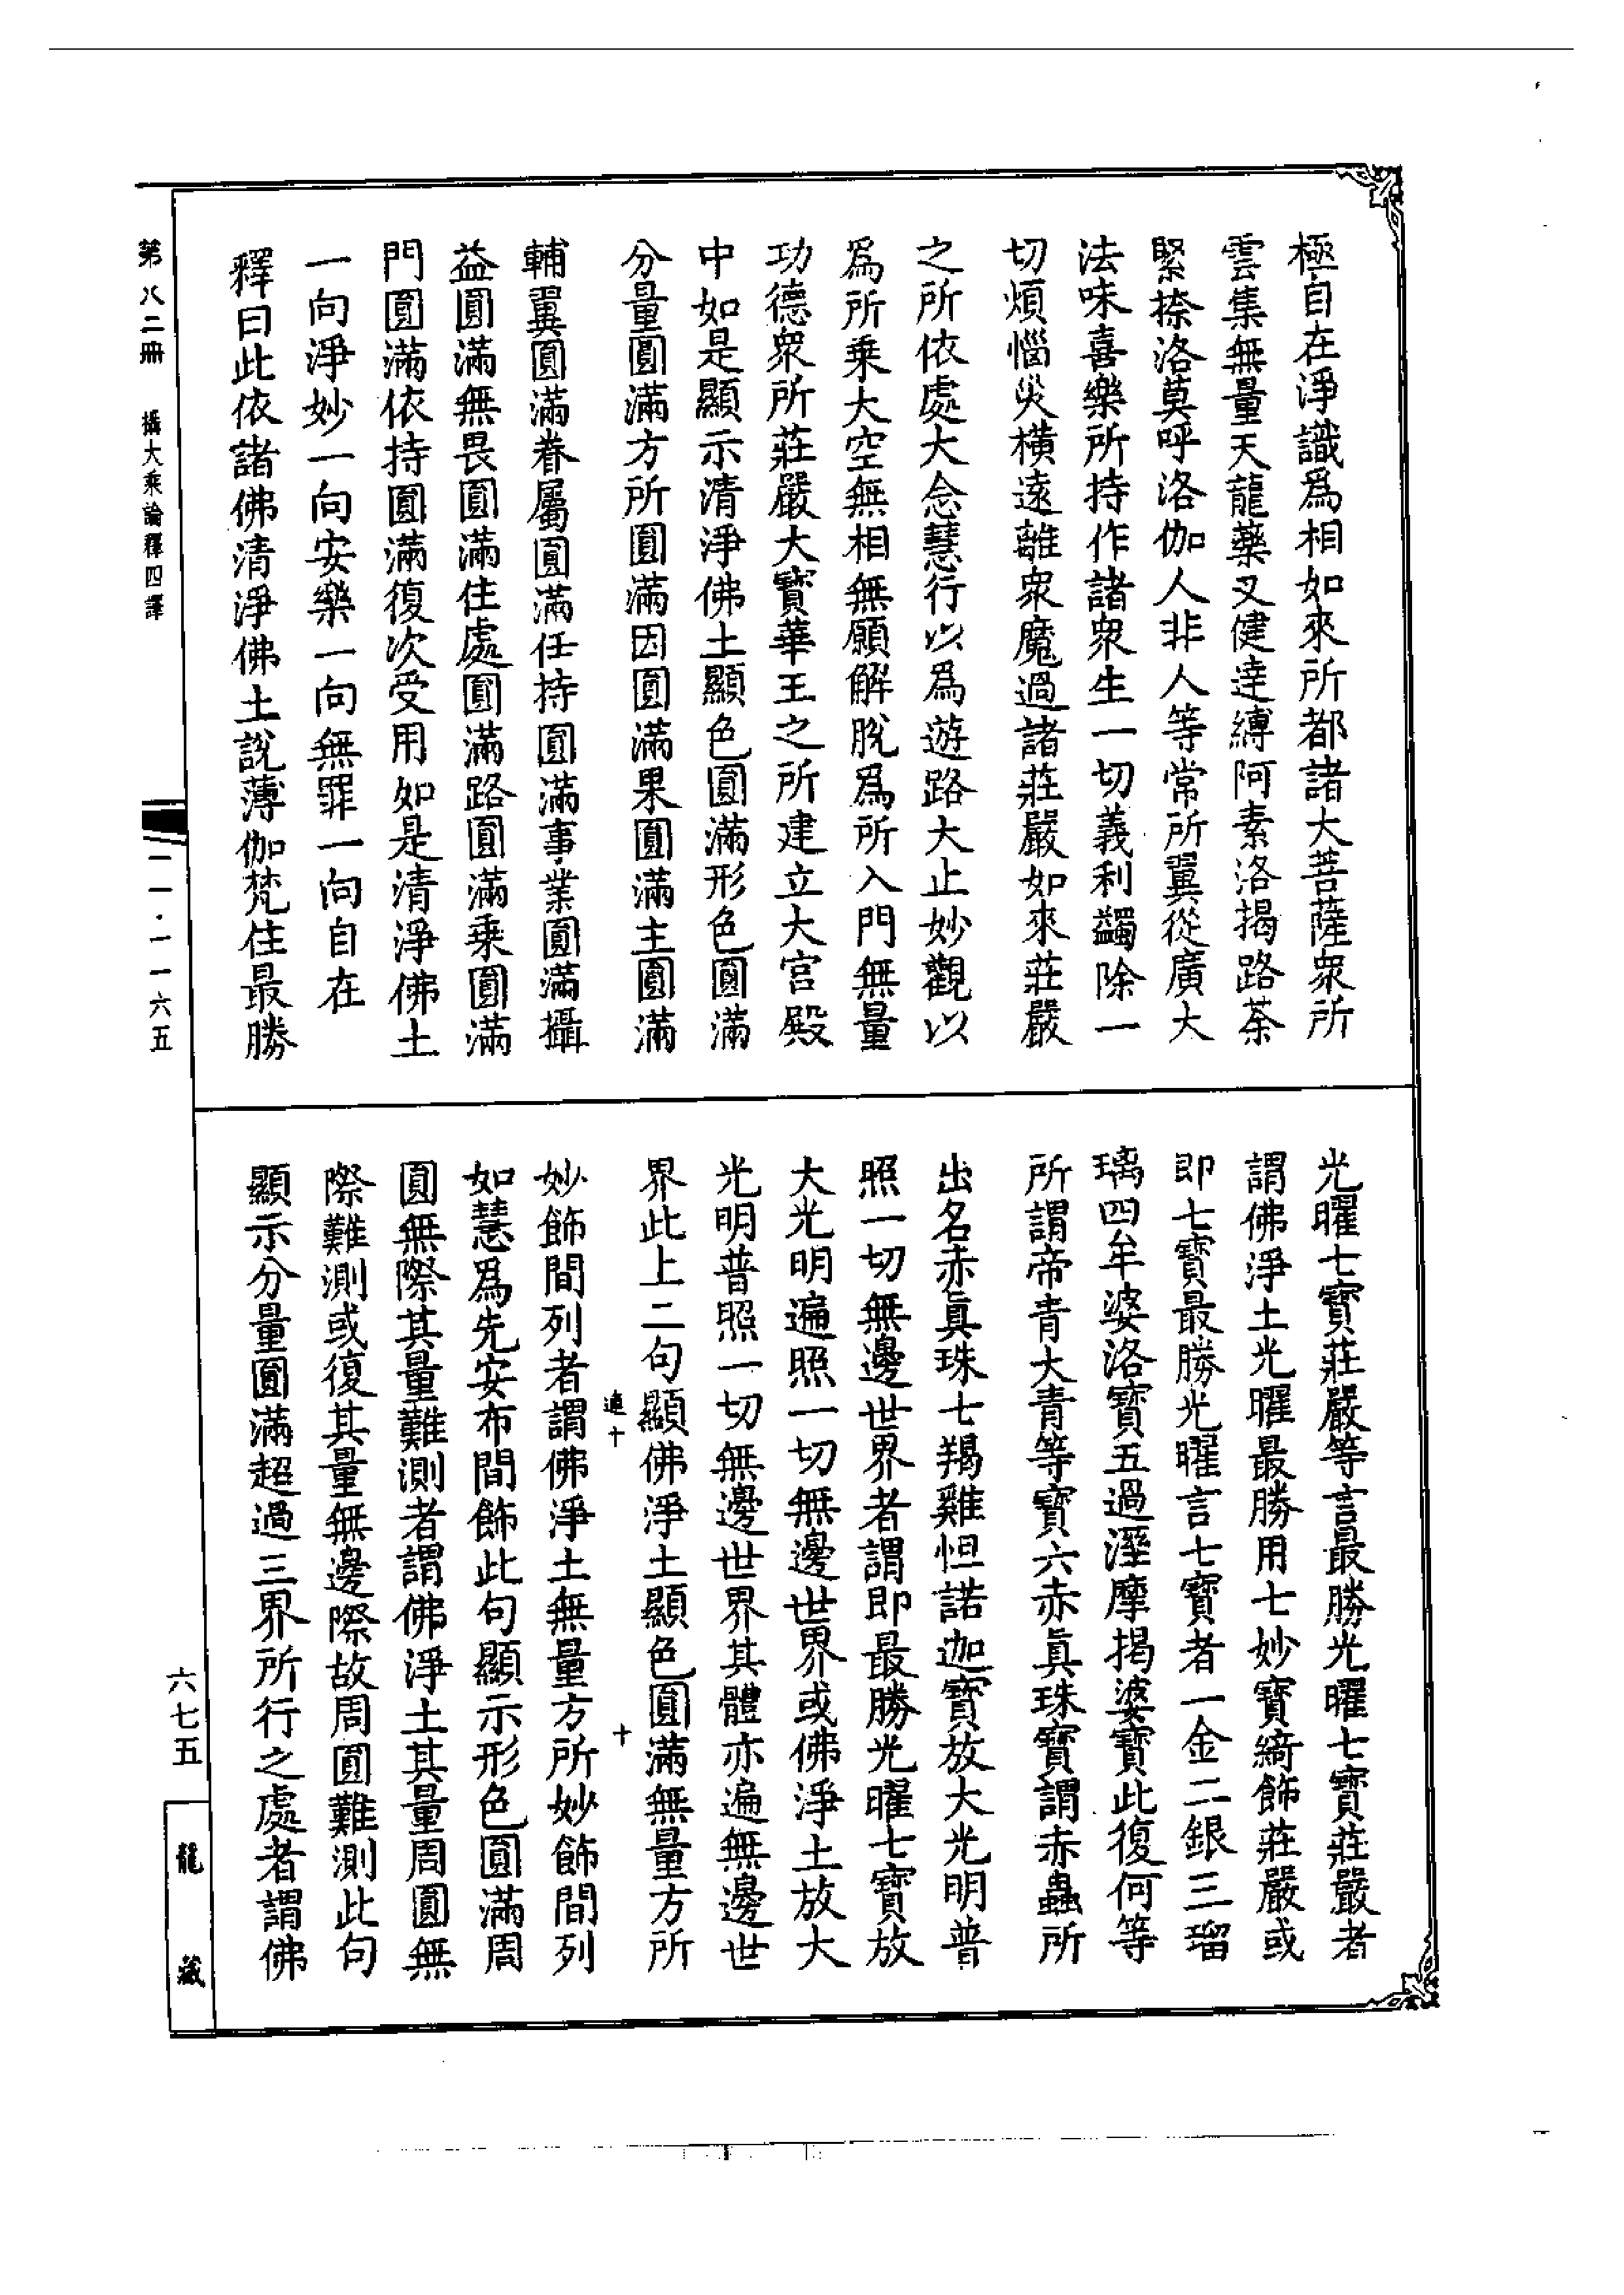 極自在淨識爲相如來所都諸大菩薩衆所
雲集無量天龍藥叉健達縛阿素洛揭路荼
緊捺洛莫呼洛伽人非人等常所翼從廣大
法味喜樂所持作諸衆生一切義利蠲除一
切煩惱災橫遠離衆魔過諸莊嚴如來莊嚴
之所依處大念慧行以爲遊路大止妙觀以
爲所乘大空無相無願解脫爲所入門無量
功德衆所莊嚴大寶華王之所建立大宮殿
中如是顯示清淨佛土顯色圓滿形色圓滿
分量圓滿方所圓滿因圓滿果圓滿主圓滿
輔翼圓滿眷屬圓滿任持圓滿事業圓滿攝
益圓滿無畏圓滿住處圓滿路圓滿乘圓滿
門圓滿依持圓滿復次受用如是清淨佛土
一向淨妙一向安樂一向無罪一向自在
釋曰此依諸佛清淨佛土說薄伽梵住最勝
光曜七寶莊嚴等言最勝光曜七寶莊嚴者
謂佛淨土光曜最勝用七妙寶綺飾莊嚴或
即七寶最勝光曜言七寶者一金二銀三瑠
璃四牟婆洛寶五遏溼摩揭婆寶此復何等
所謂帝青大青等寶六赤眞珠寶謂赤蟲所
出名赤眞珠七羯雞怛諾迦寶放大光明普
照一切無邊世界者謂即最勝光曜七寶放
大光明遍照一切無邊世界或佛淨土放大
光明普照一切無邊世界其體亦遍無邊世
界此上二句顯佛淨土顯色圓滿無量方所
連十
十
妙飾間列者謂佛淨土無量方所妙飾間列
如慧爲先安布間飾此句顯示形色圓滿周
圓無際其量難測者謂佛淨土其量周圓無
際難測或復其量無邊際故周圓難測此句
顯示分量圓滿超過三界所行之處者謂佛
第八二冊 攝大乘論釋四譯 一一·一一六五
六七五
龍藏